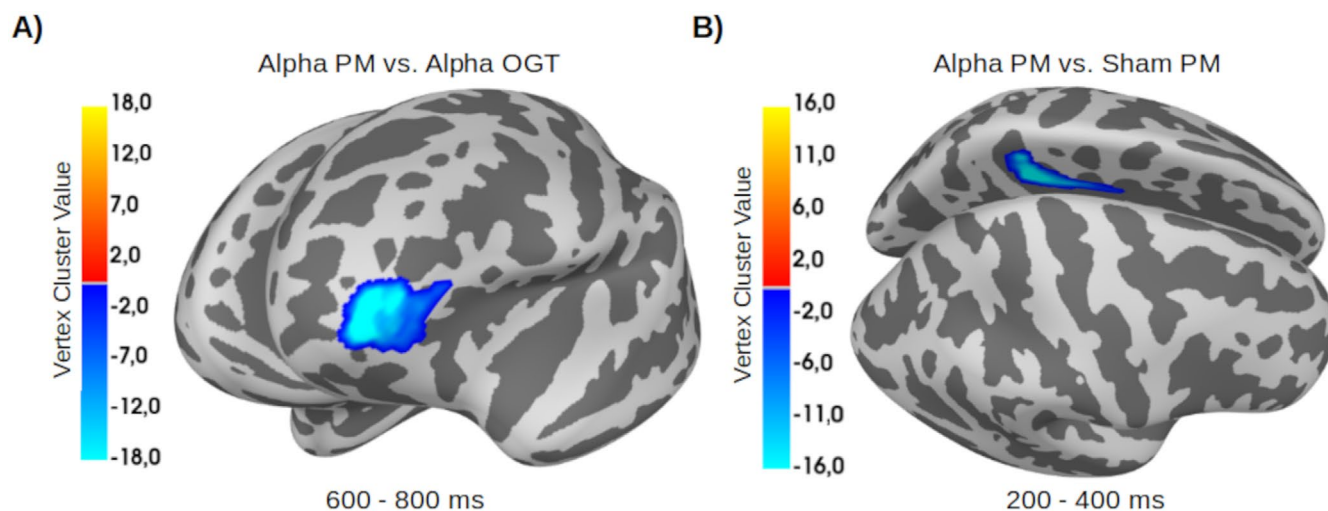 A)
Alpha PM vs. Alpha OGT
Vertex Cluster Value
18,0
12,0
7,0
2,0
-2,0
-7,0
-12,0
-18,0
600 - 800 ms
B)
Alpha PM vs. Sham PM
Vertex Cluster Value
16,0
11,0
6,0
2,0
-2,0
-6,0
-11,0
-16,0
200 - 400 ms